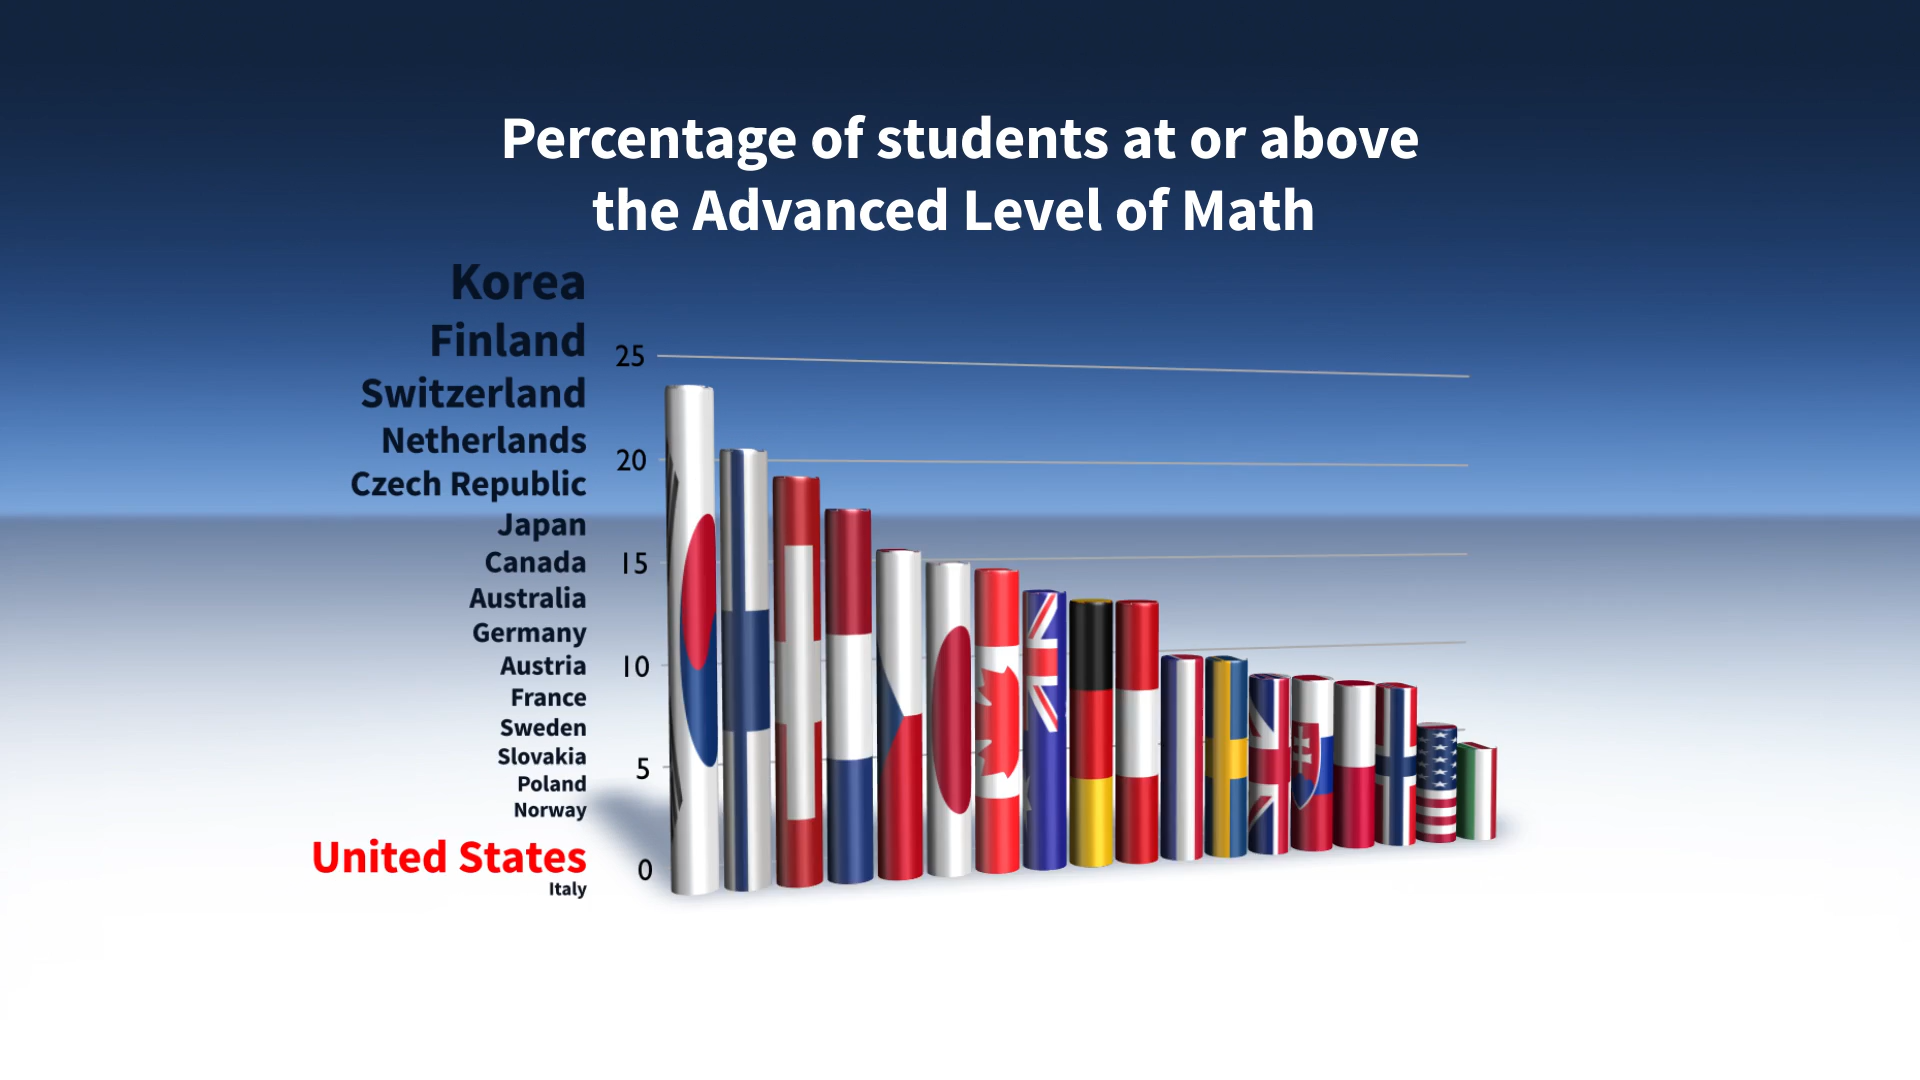 Percentage of students at or above
the Advanced Level of Math
Korea
Finland
Switzerland
Netherlands
Czech Republic
Japan
Canada
Australia
Germany
Austria
France
Sweden
Slovakia
Poland
Norway
United States
Italy
25
20
15
10
5
0